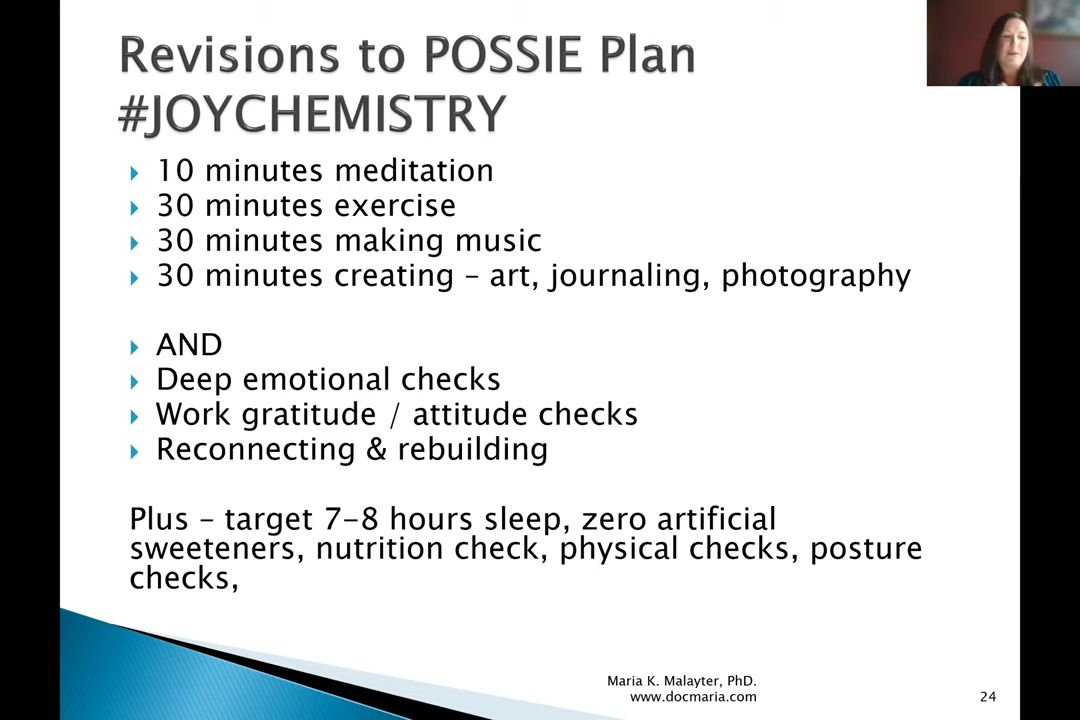 Revisions to POSSIE Plan
#JOYCHEMISTRY
10 minutes meditation
30 minutes exercise
30 minutes making music
30 minutes creating – art, journaling, photography
AND
Deep emotional checks
Work gratitude / attitude checks
Reconnecting & rebuilding
Plus – target 7-8 hours sleep, zero artificial
sweeteners, nutrition check, physical checks, posture
checks,
Maria K. Malayter, PhD.
www.docmaria.com
24